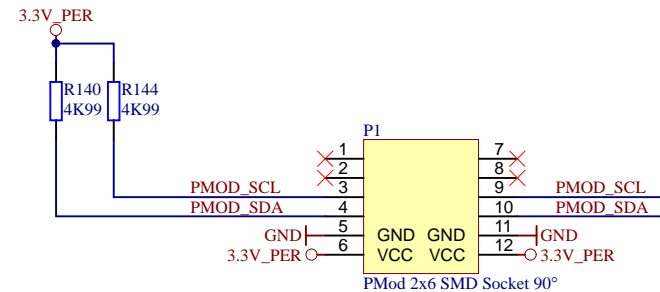 3.3V_PER
R140 R144
4K99 4K99
P1
1 7
2 8
PMOD_SCL 3 9 PMOD_SCL
PMOD_SDA 4 10 PMOD_SDA
GND 5 GND GND 11 GND
3.3V_PER 6 VCC VCC 12 3.3V_PER
PMod 2x6 SMD Socket 90°